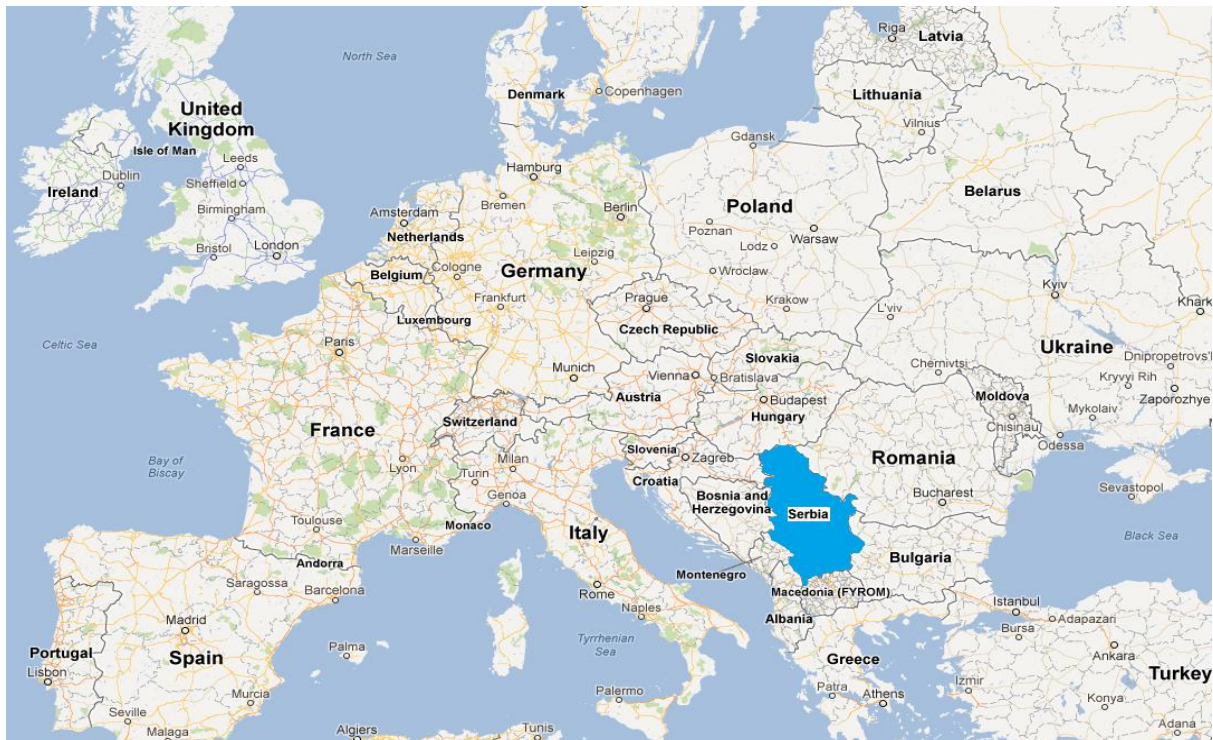 Riga
Latvia
North Sea
Denmark
Copenhagen
Lithuania
Vilnius
United
Kingdom
Isle of Man
Leeds
Dublin
Ireland
Sheffield
Birmingham
Bristol
London
Hamburg
Bremen
Amsterdam
Netherlands
Berlin
Gdansk
Poland
Poznan
Warsaw
Lodz
Belarus
Belgium
Cologne
Germany
Leipzig
Wroclaw
Frankfurt
Luxembourg
Prague
Czech Republic
Krakow
L'viv
Kyiv
Khark
Ukraine
Celtic Sea
Paris
Munich
Vienna
Slovakia
Bratislava
Austria
Budapest
Hungary
Chernivtsi
Dnipropetrovs'l
Kryvyi Rih
Zaporozhye
Moldova
Chisinau
Mykolaiv
Odessa
Switzerland
France
Bay of
Biscay
Lyon
Milan
Turin
Genoa
Slovenia
Zagreb
Croatia
Bosnia and
Herzegovina
Serbia
Romania
Bucharest
Sevastopol
Black Sea
Toulouse
Monaco
Marseille
Italy
Montenegro
Bulgaria
Andorra
Saragossa
Barcelona
Rome
Naples
Macedonia (FYROM)
Albania
Istanbul
Adapazari
Bursa
Ankara
Madrid
Portugal
Spain
Lisbon
Palma
Tyrrhenian
Sea
Greece
Turkey
Murcia
Palermo
Patra
Athens
Izmir
Konya
Seville
Malaga
Algiers
Tunis
Adana